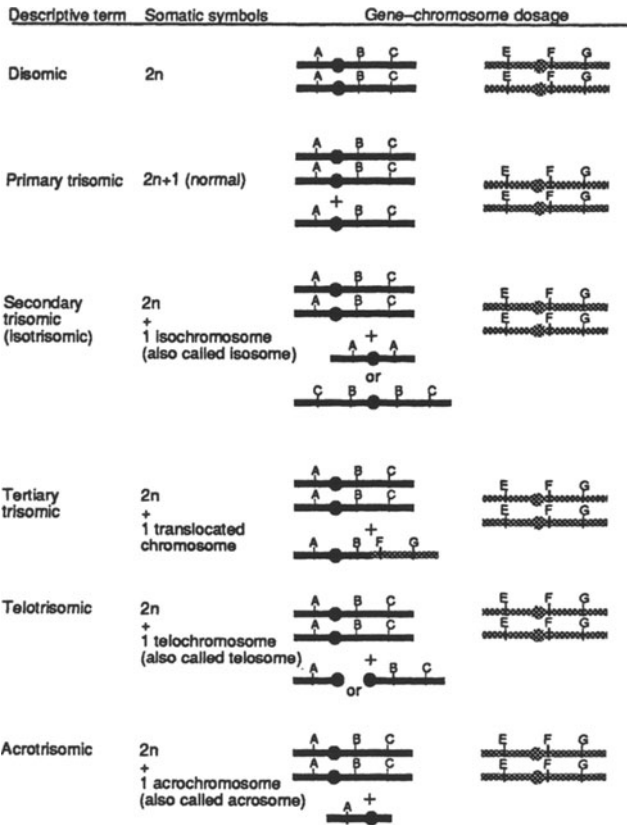 Descriptive term Somatic symbols Gene–chromosome dosage
A B C E F G
Disomic 2n
A B C E F G
A B C
Primary trisomic 2n+1 (normal) A B C E F G
+
A B C E F G
A B C E F G
Secondary 2n
trisomic + A B C E F G
(isotrisomic) 1 isochromosome
(also called isosome) +
A A
or
C B B C
A B C E F G
Tertiary 2n
trisomic + A B C E F G
1 translocated +
chromosome A B F G
A B C E F G
Telotrisomic 2n
+ A B C E F G
1 telochromosome
(also called telosome) +
A B C
or
A B C E F G
Acrotrisomic 2n
+ A B C E F G
1 acrochromosome
(also called acrosome) +
A